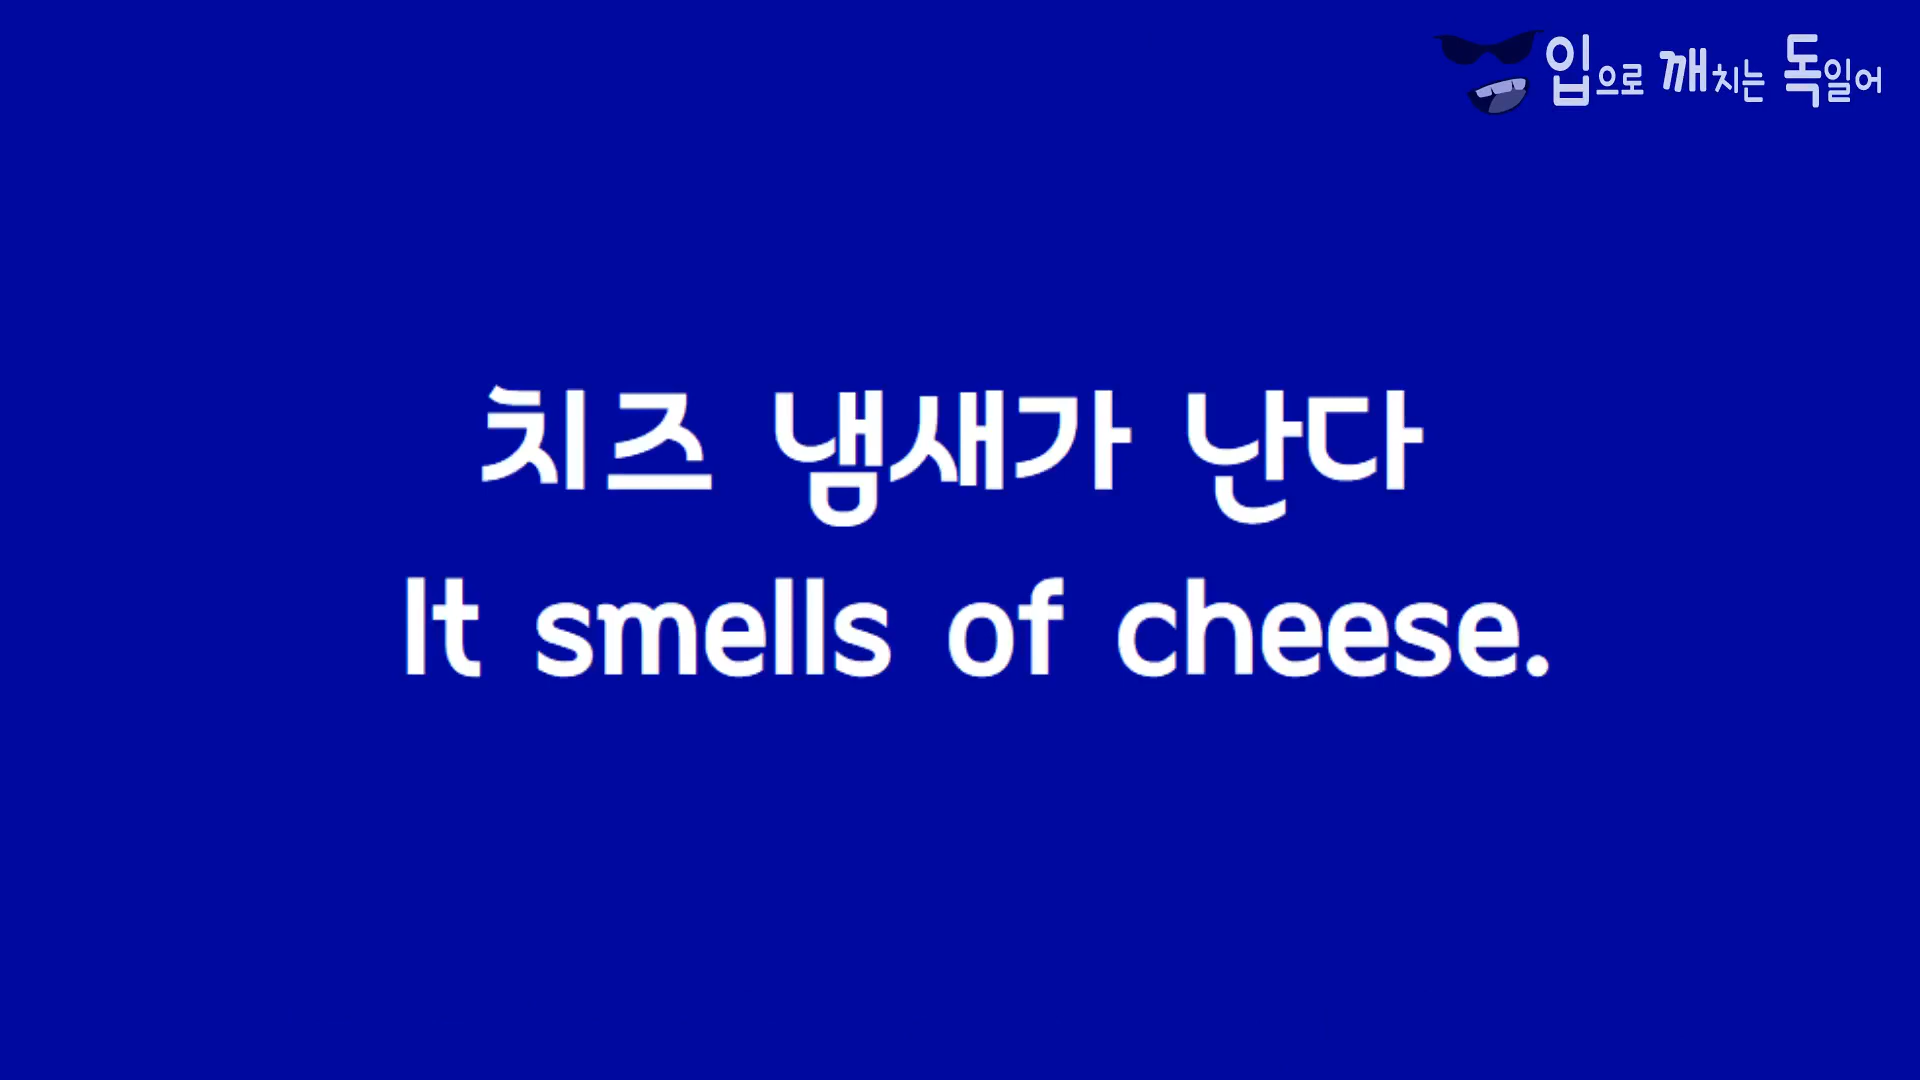 입으로 깨치는 독일어
치즈 냄새가 난다
It smells of cheese.